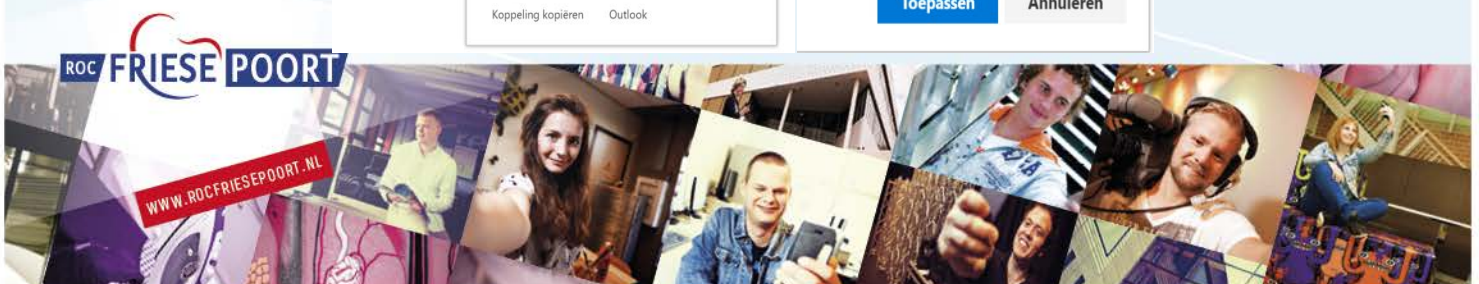 Koppeling kopiëren Outlook
Toepassen Annuleren
ROC FRIESE POORT
WWW.ROCFRIESEPOORT.NL